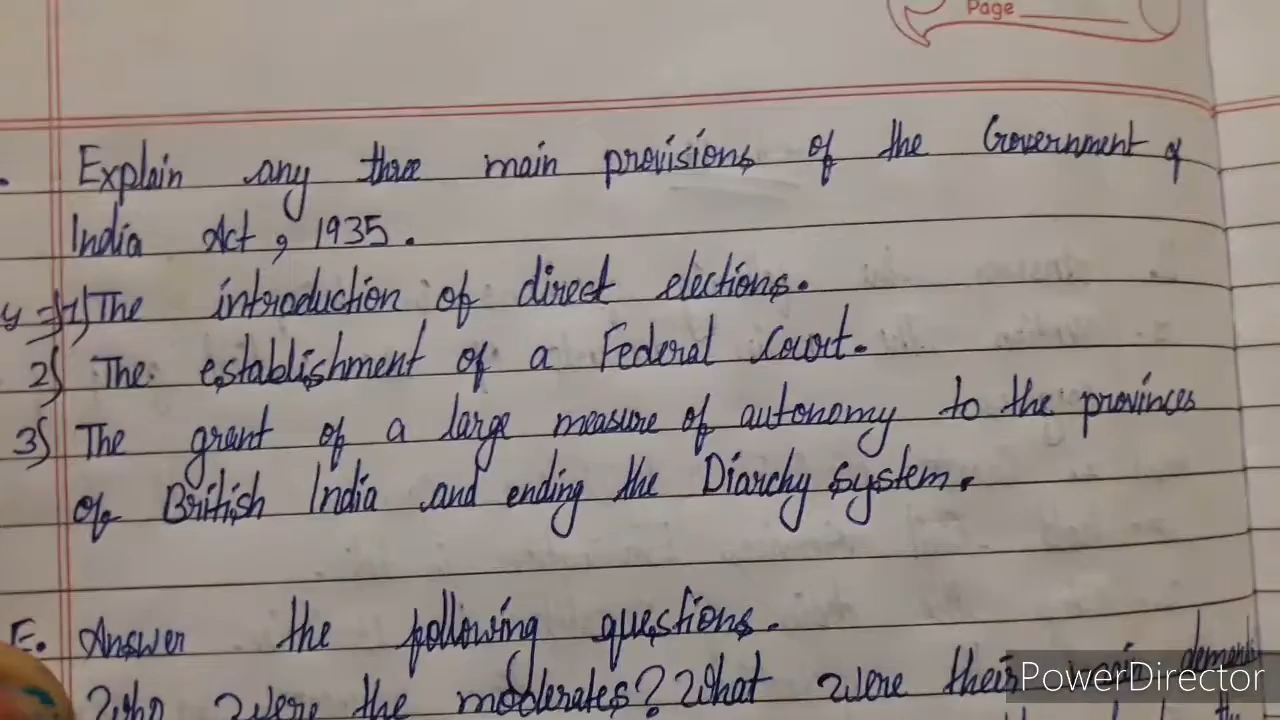 Page
Explain any three main provisions of the Government of
India Act, 1935.
1) The introduction of direct elections.
2) The establishment of a Federal Court.
3) The grant of a large measure of autonomy to the provinces
of British India and ending the Diarchy system.
E. Answer the following questions.
Who were the moderates? What were their main
PowerDirector